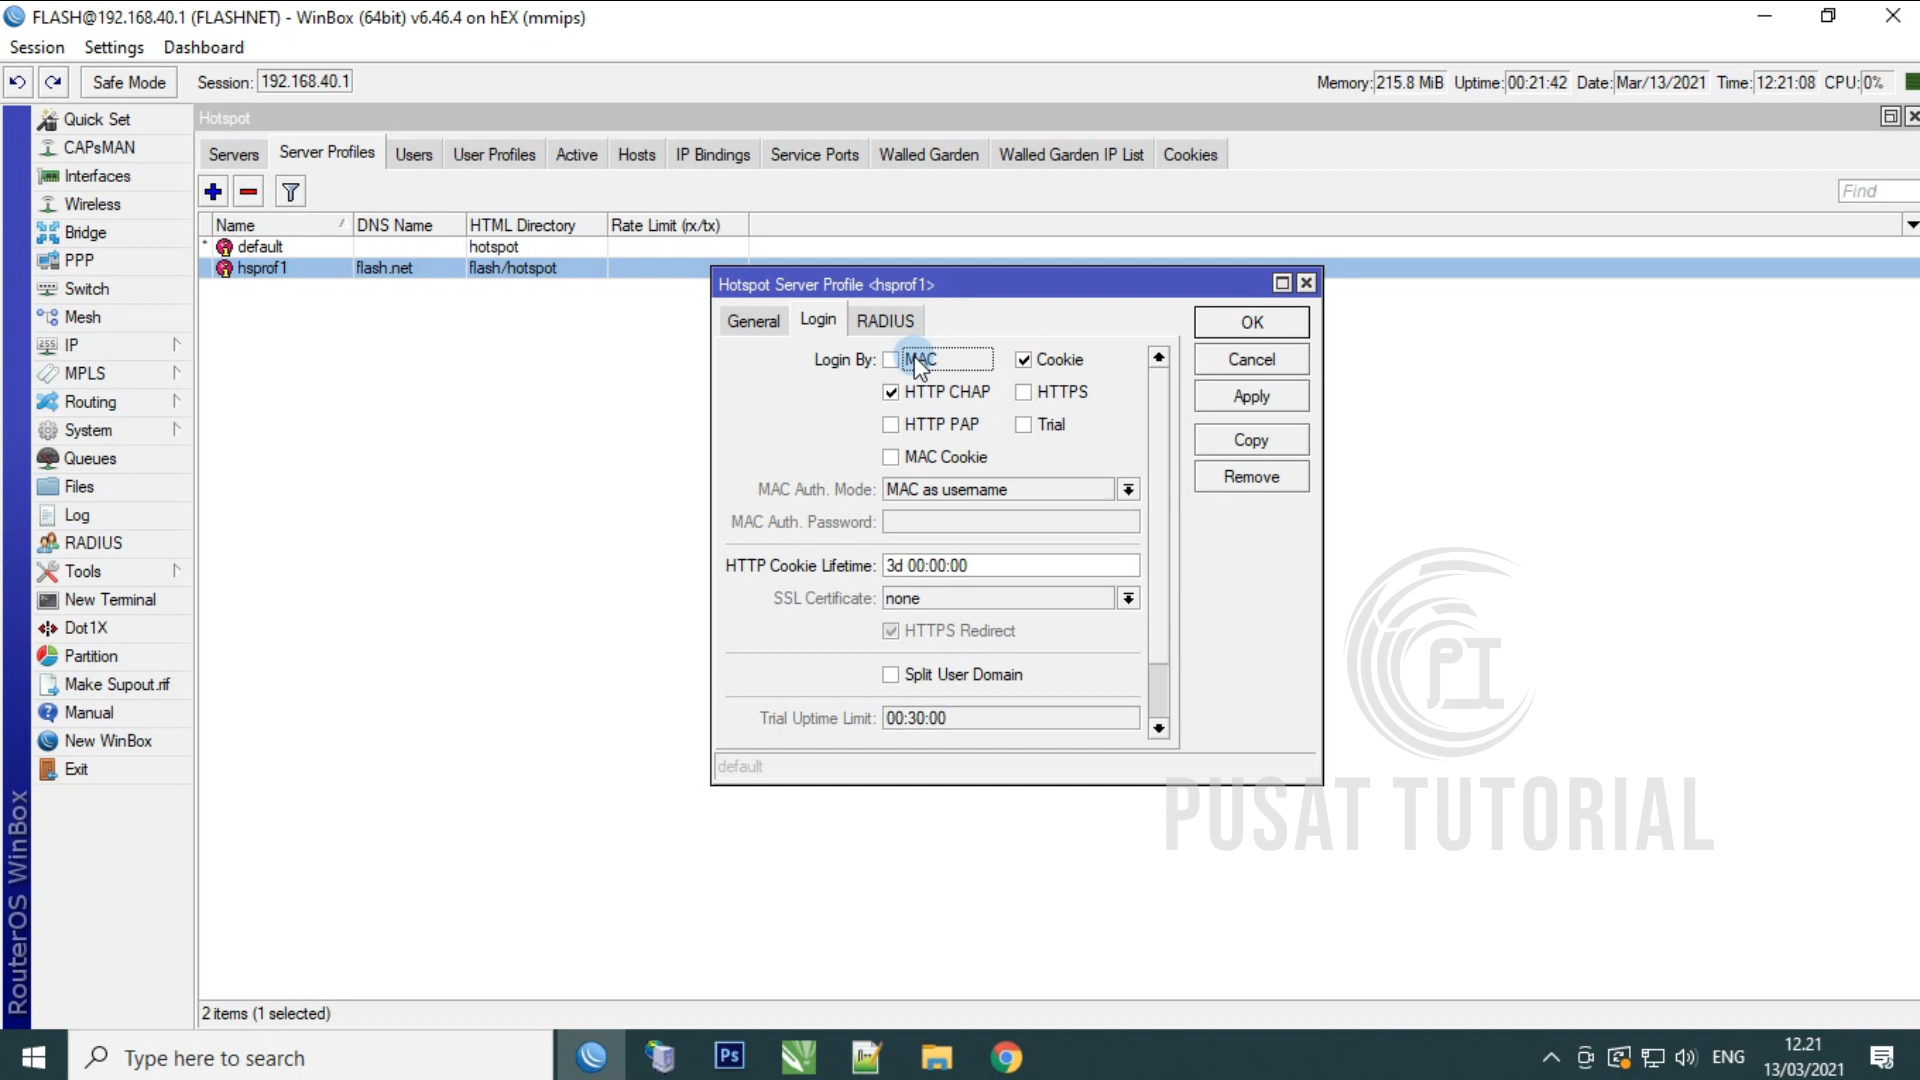 FLASH@192.168.40.1 (FLASHNET) - WinBox (64bit) v6.46.4 on hEX (mmips)
Session Settings Dashboard
Safe Mode Session: 192.168.40.1 Memory: 215.8 MiB Uptime: 00:21:42 Date: Mar/13/2021 Time: 12:21:08 CPU: 0%
Quick Set
CAPsMAN
Interfaces
Wireless
Bridge
PPP
Switch
Mesh
IP
MPLS
Routing
System
Queues
Files
Log
RADIUS
Tools
New Terminal
Dot1X
Partition
Make Supout.rif
Manual
New WinBox
Exit
RouterOS WinBox
Hotspot
Servers Server Profiles Users User Profiles Active Hosts IP Bindings Service Ports Walled Garden Walled Garden IP List Cookies
Find
Name DNS Name HTML Directory Rate Limit (rx/tx)
* default hotspot
hsprof1 flash.net flash/hotspot
Hotspot Server Profile <hsprof1>
General Login RADIUS
Login By: MAC Cookie
HTTP CHAP HTTPS
HTTP PAP Trial
MAC Cookie
MAC Auth. Mode: MAC as username
MAC Auth. Password:
HTTP Cookie Lifetime: 3d 00:00:00
SSL Certificate: none
HTTPS Redirect
Split User Domain
Trial Uptime Limit: 00:30:00
default
OK
Cancel
Apply
Copy
Remove
PUSAT TUTORIAL
2 items (1 selected)
Type here to search
Ps
ENG
12.21
13/03/2021